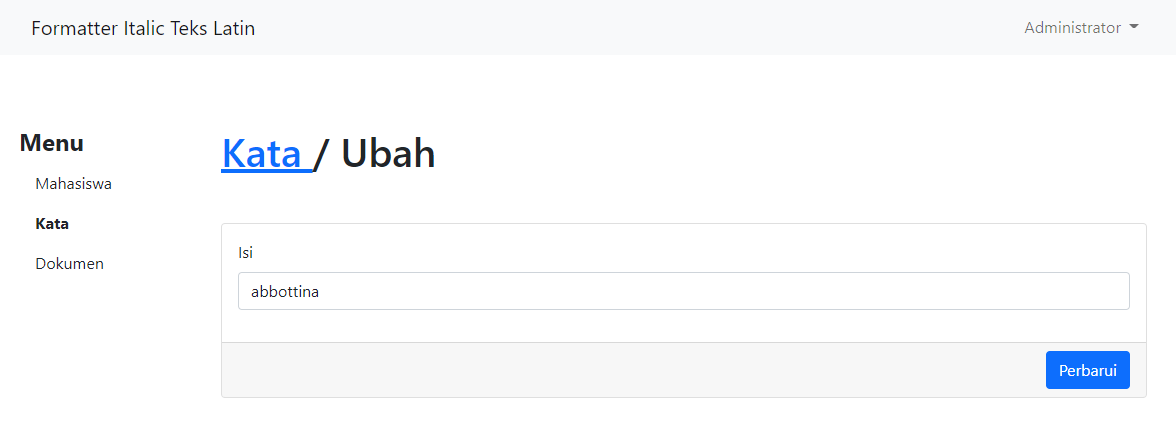 Formatter Italic Teks Latin
Administrator
Menu
Mahasiswa
Kata
Dokumen
Kata / Ubah
Isi
abbottina
Perbarui